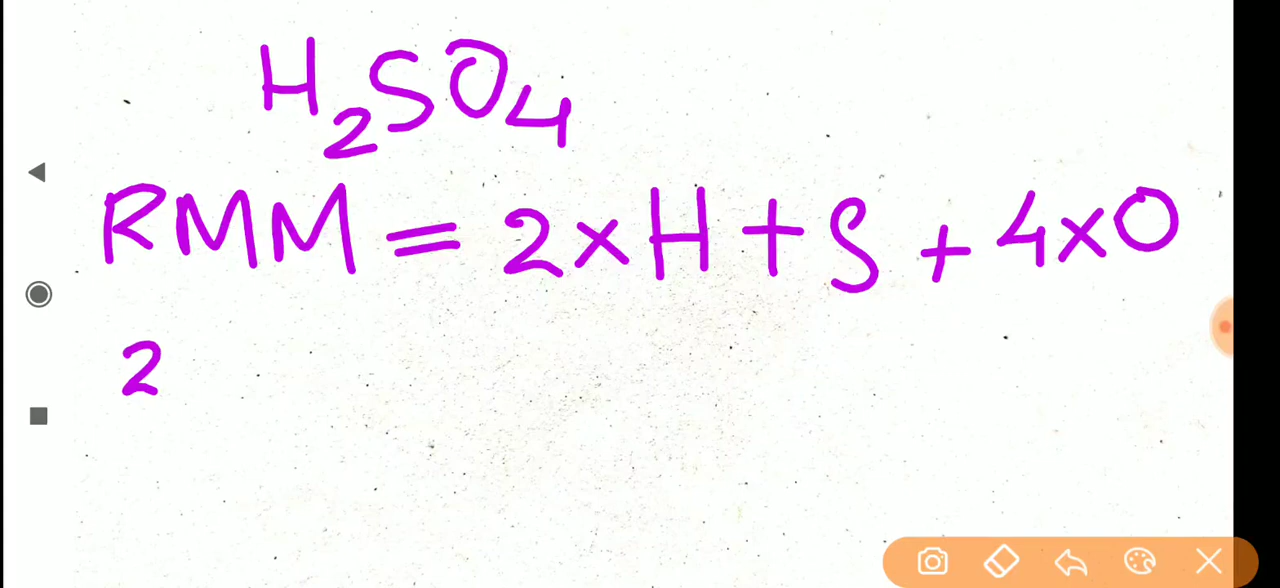 H₂SO₄
RMM = 2×H + S + 4×O
2